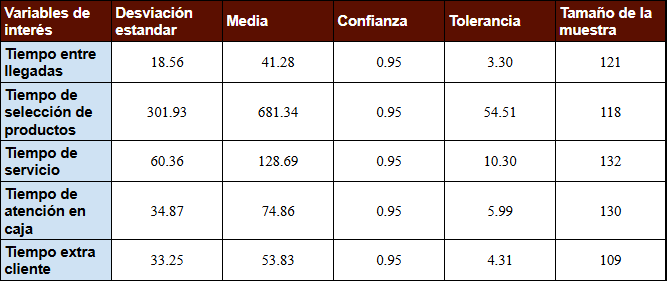 Variables de interés | Desviación estandar | Media | Confianza | Tolerancia | Tamaño de la muestra
Tiempo entre llegadas | 18.56 | 41.28 | 0.95 | 3.30 | 121
Tiempo de selección de productos | 301.93 | 681.34 | 0.95 | 54.51 | 118
Tiempo de servicio | 60.36 | 128.69 | 0.95 | 10.30 | 132
Tiempo de atención en caja | 34.87 | 74.86 | 0.95 | 5.99 | 130
Tiempo extra cliente | 33.25 | 53.83 | 0.95 | 4.31 | 109